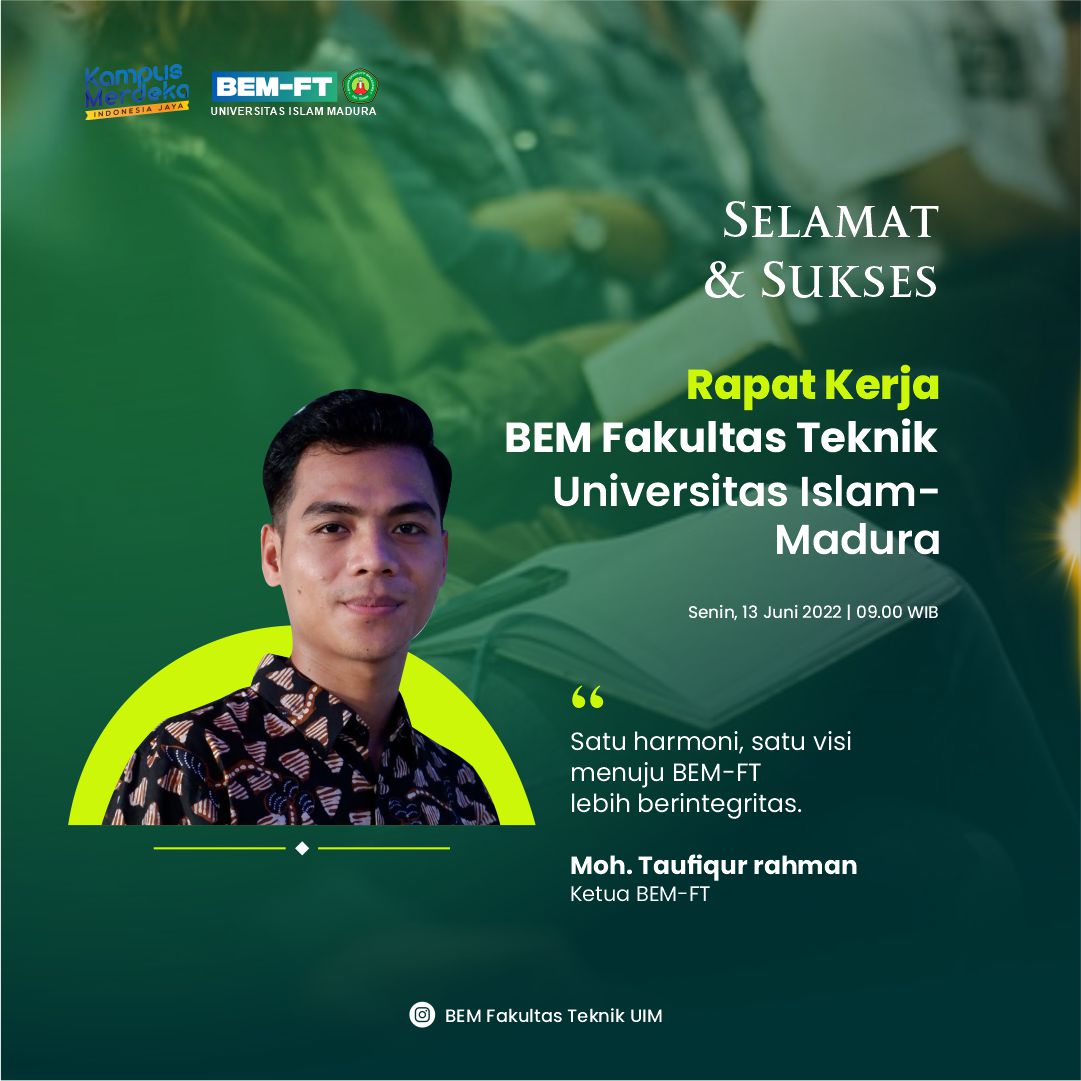 Kampus
Merdeka
INDONESIA JAYA
BEM-FT
UNIVERSITAS ISLAM MADURA
SELAMAT
& SUKSES
Rapat Kerja
BEM Fakultas Teknik
Universitas Islam-
Madura
Senin, 13 Juni 2022 | 09.00 WIB
“
Satu harmoni, satu visi
menuju BEM-FT
lebih berintegritas.
Moh. Taufiqur rahman
Ketua BEM-FT
BEM Fakultas Teknik UIM